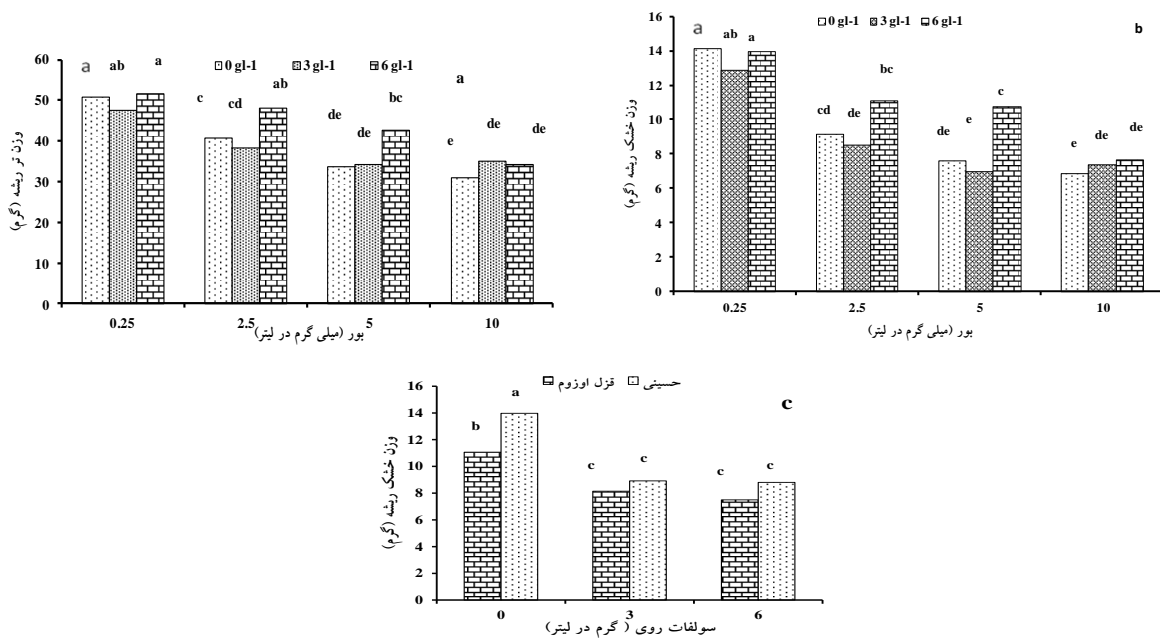 a ab a
0 gl-1 3 gl-1 6 gl-1
a
c cd ab
de de bc
e de de
60
50
40
30
20
10
0
وزن تر ریشه (گرم)
0.25 2.5 5 10
بور (میلی گرم در لیتر)
0 gl-1 3 gl-1 6 gl-1
b
a ab a
cd de bc
de e c
e de de
16
14
12
10
8
6
4
2
0
وزن خشک ریشه (گرم)
0.25 2.5 5 10
بور (میلی گرم در لیتر)
قزل اوزوم حسینی
c
b a
c c
c c
16
14
12
10
8
6
4
2
0
وزن خشک ریشه (گرم)
0 3 6
سولفات روی ( گرم در لیتر)